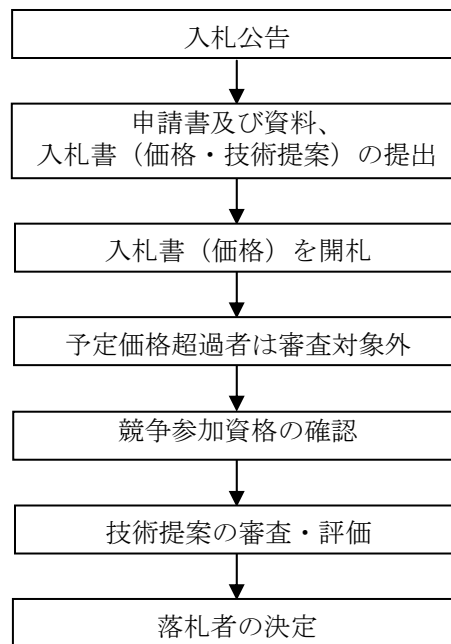 入札公告
申請書及び資料、
入札書（価格・技術提案）の提出
入札書（価格）を開札
予定価格超過者は審査対象外
競争参加資格の確認
技術提案の審査・評価
落札者の決定